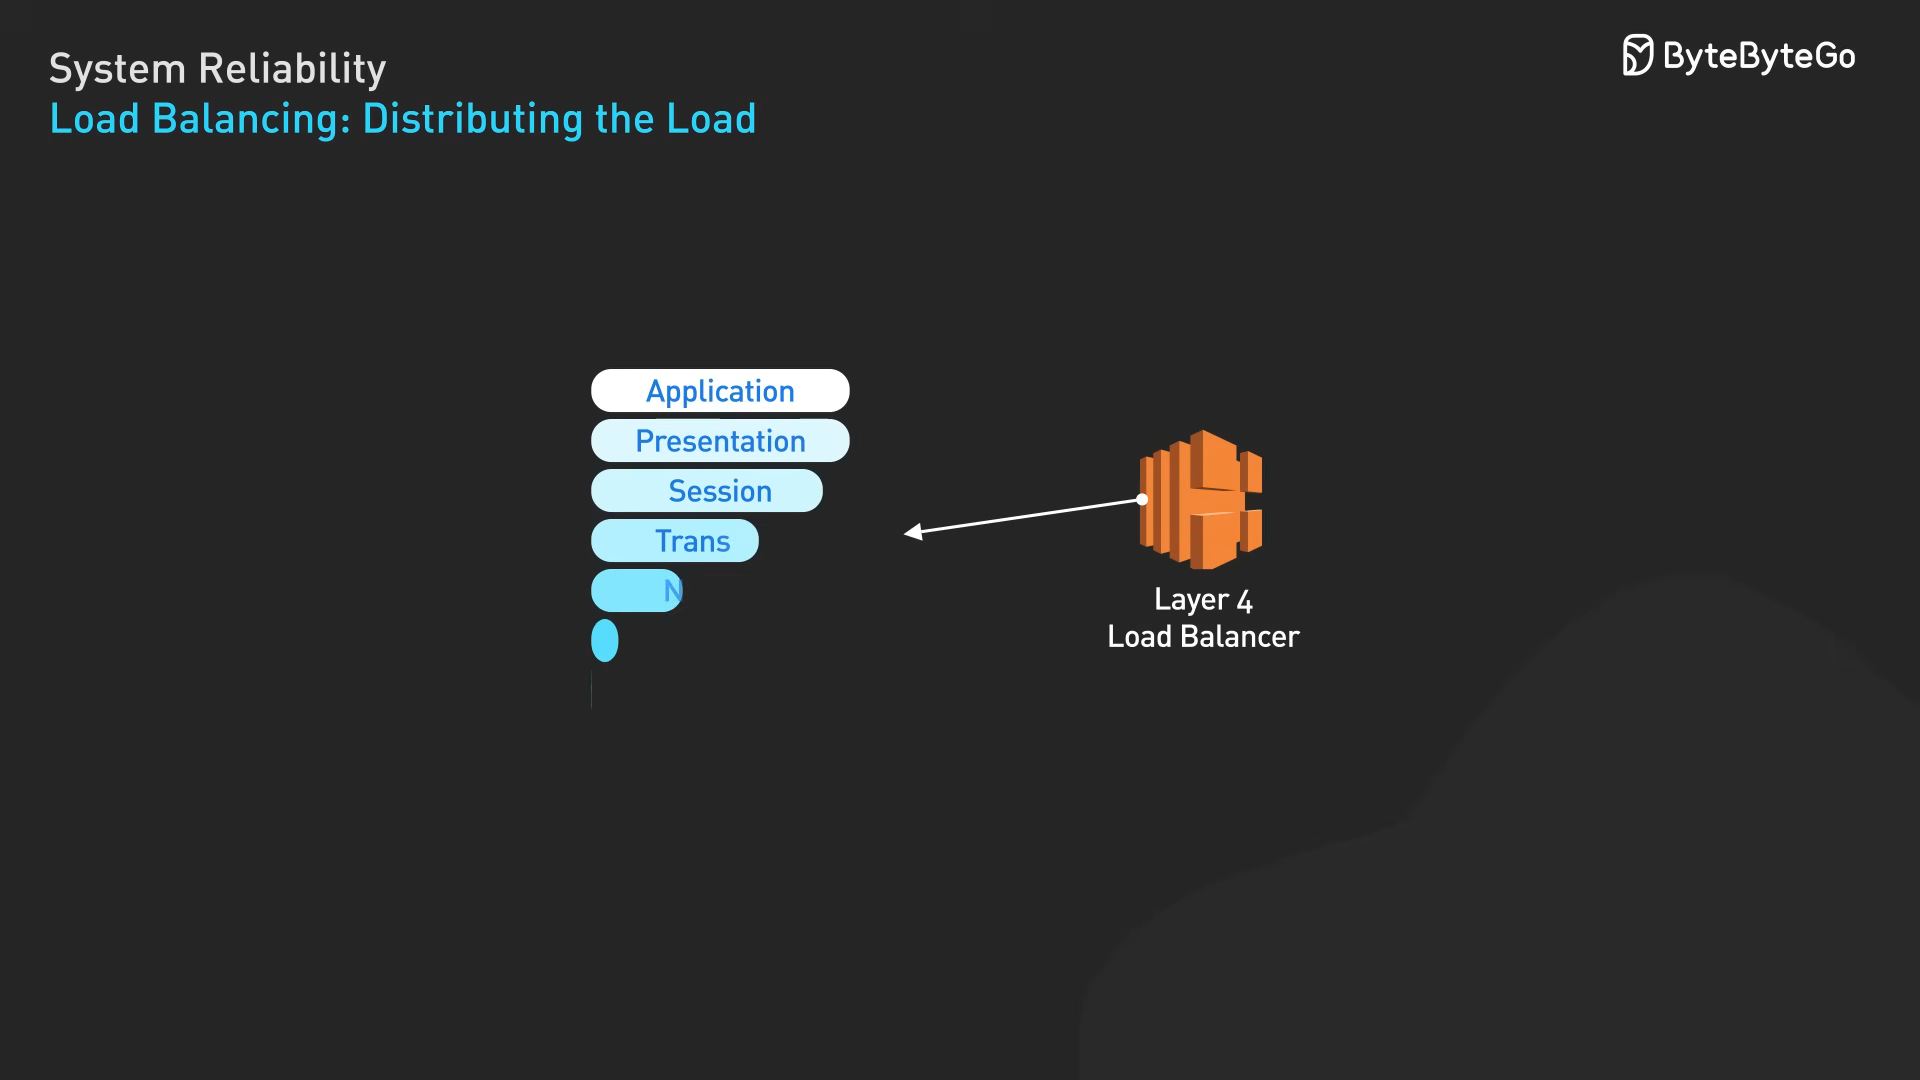 System Reliability
Load Balancing: Distributing the Load
ByteByteGo
Application
Presentation
Session
Trans
N
Layer 4
Load Balancer